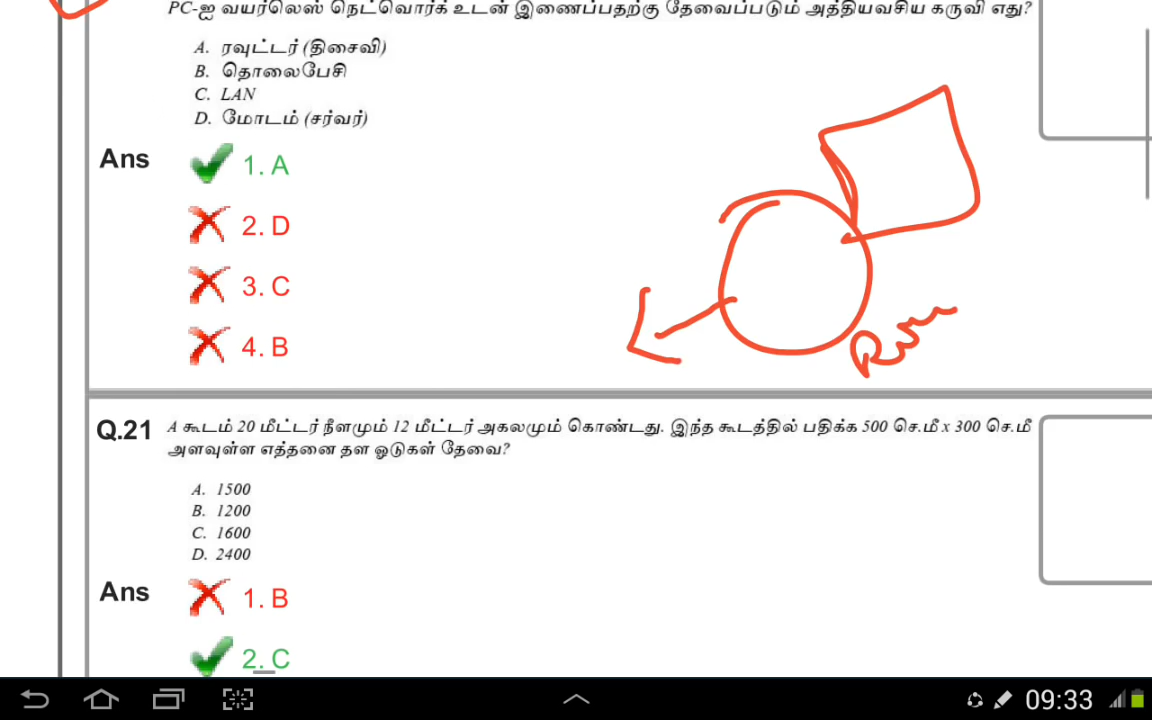 PC-ஐ வயர்லெஸ் நெட்வொர்க் உடன் இணைப்பதற்கு தேவைப்படும் அத்தியவசிய கருவி எது?
A. ரவுட்டர் (திசைவி)
B. தொலைபேசி
C. LAN
D. மோடம் (சர்வர்)
Ans
1. A
2. D
3. C
4. B
Q.21 A கூடம் 20 மீட்டர் நீளமும் 12 மீட்டர் அகலமும் கொண்டது. இந்த கூடத்தில் பதிக்க 500 செ.மீ x 300 செ.மீ
அளவுள்ள எத்தனை தள ஓடுகள் தேவை?
A. 1500
B. 1200
C. 1600
D. 2400
Ans
1. B
2. C
09:33